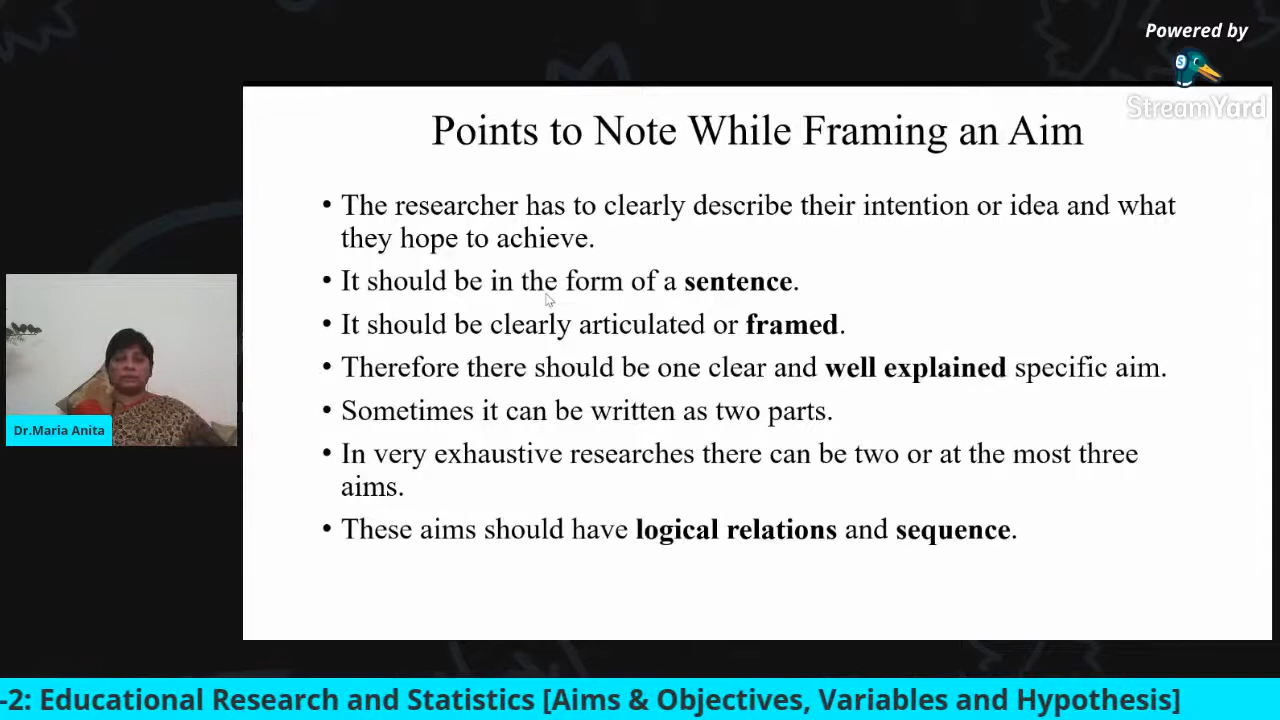 Powered by
StreamYard
Points to Note While Framing an Aim
• The researcher has to clearly describe their intention or idea and what
they hope to achieve.
• It should be in the form of a sentence.
• It should be clearly articulated or framed.
• Therefore there should be one clear and well explained specific aim.
• Sometimes it can be written as two parts.
• In very exhaustive researches there can be two or at the most three
aims.
• These aims should have logical relations and sequence.
Dr.Maria Anita
-2: Educational Research and Statistics [Aims & Objectives, Variables and Hypothesis]